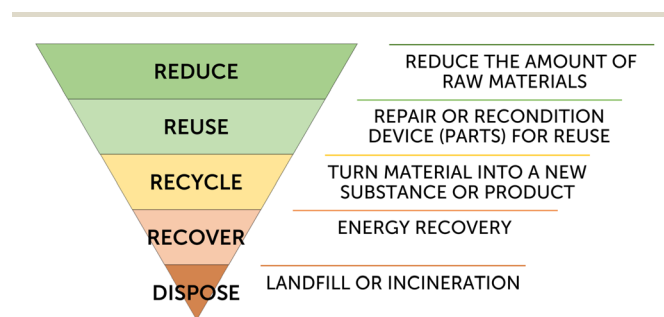 REDUCE
REDUCE THE AMOUNT OF
RAW MATERIALS
REUSE
REPAIR OR RECONDITION
DEVICE (PARTS) FOR REUSE
RECYCLE
TURN MATERIAL INTO A NEW
SUBSTANCE OR PRODUCT
RECOVER
ENERGY RECOVERY
DISPOSE
LANDFILL OR INCINERATION